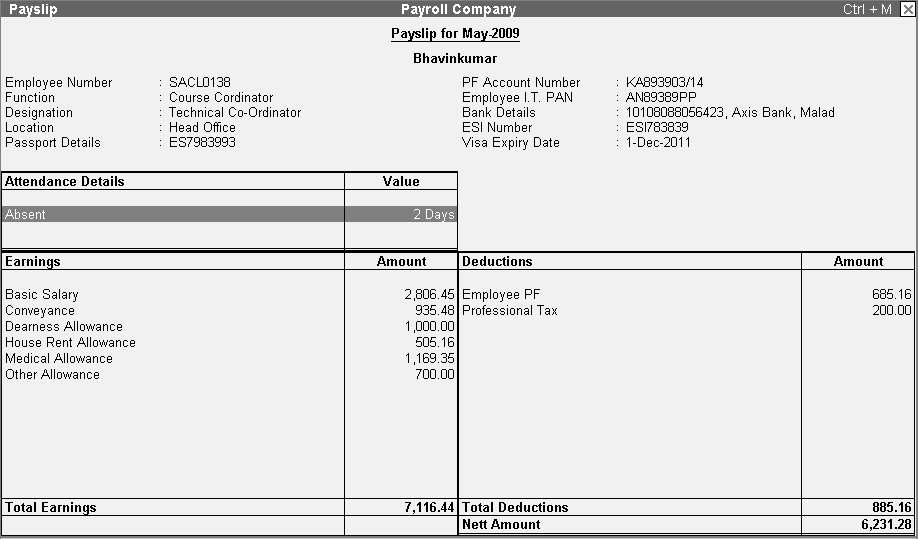 Payslip Payroll Company Ctrl + M
Payslip for May-2009
Bhavinkumar
Employee Number : SACL0138 PF Account Number : KA893903/14
Function : Course Cordinator Employee I.T. PAN : AN89389PP
Designation : Technical Co-Ordinator Bank Details : 10108088056423, Axis Bank, Malad
Location : Head Office ESI Number : ESI783839
Passport Details : ES7983993 Visa Expiry Date : 1-Dec-2011
Attendance Details Value
Absent 2 Days
Earnings Amount Deductions Amount
Basic Salary 2,806.45 Employee PF 685.16
Conveyance 935.48 Professional Tax 200.00
Dearness Allowance 1,000.00
House Rent Allowance 505.16
Medical Allowance 1,169.35
Other Allowance 700.00
Total Earnings 7,116.44 Total Deductions 885.16
Nett Amount 6,231.28